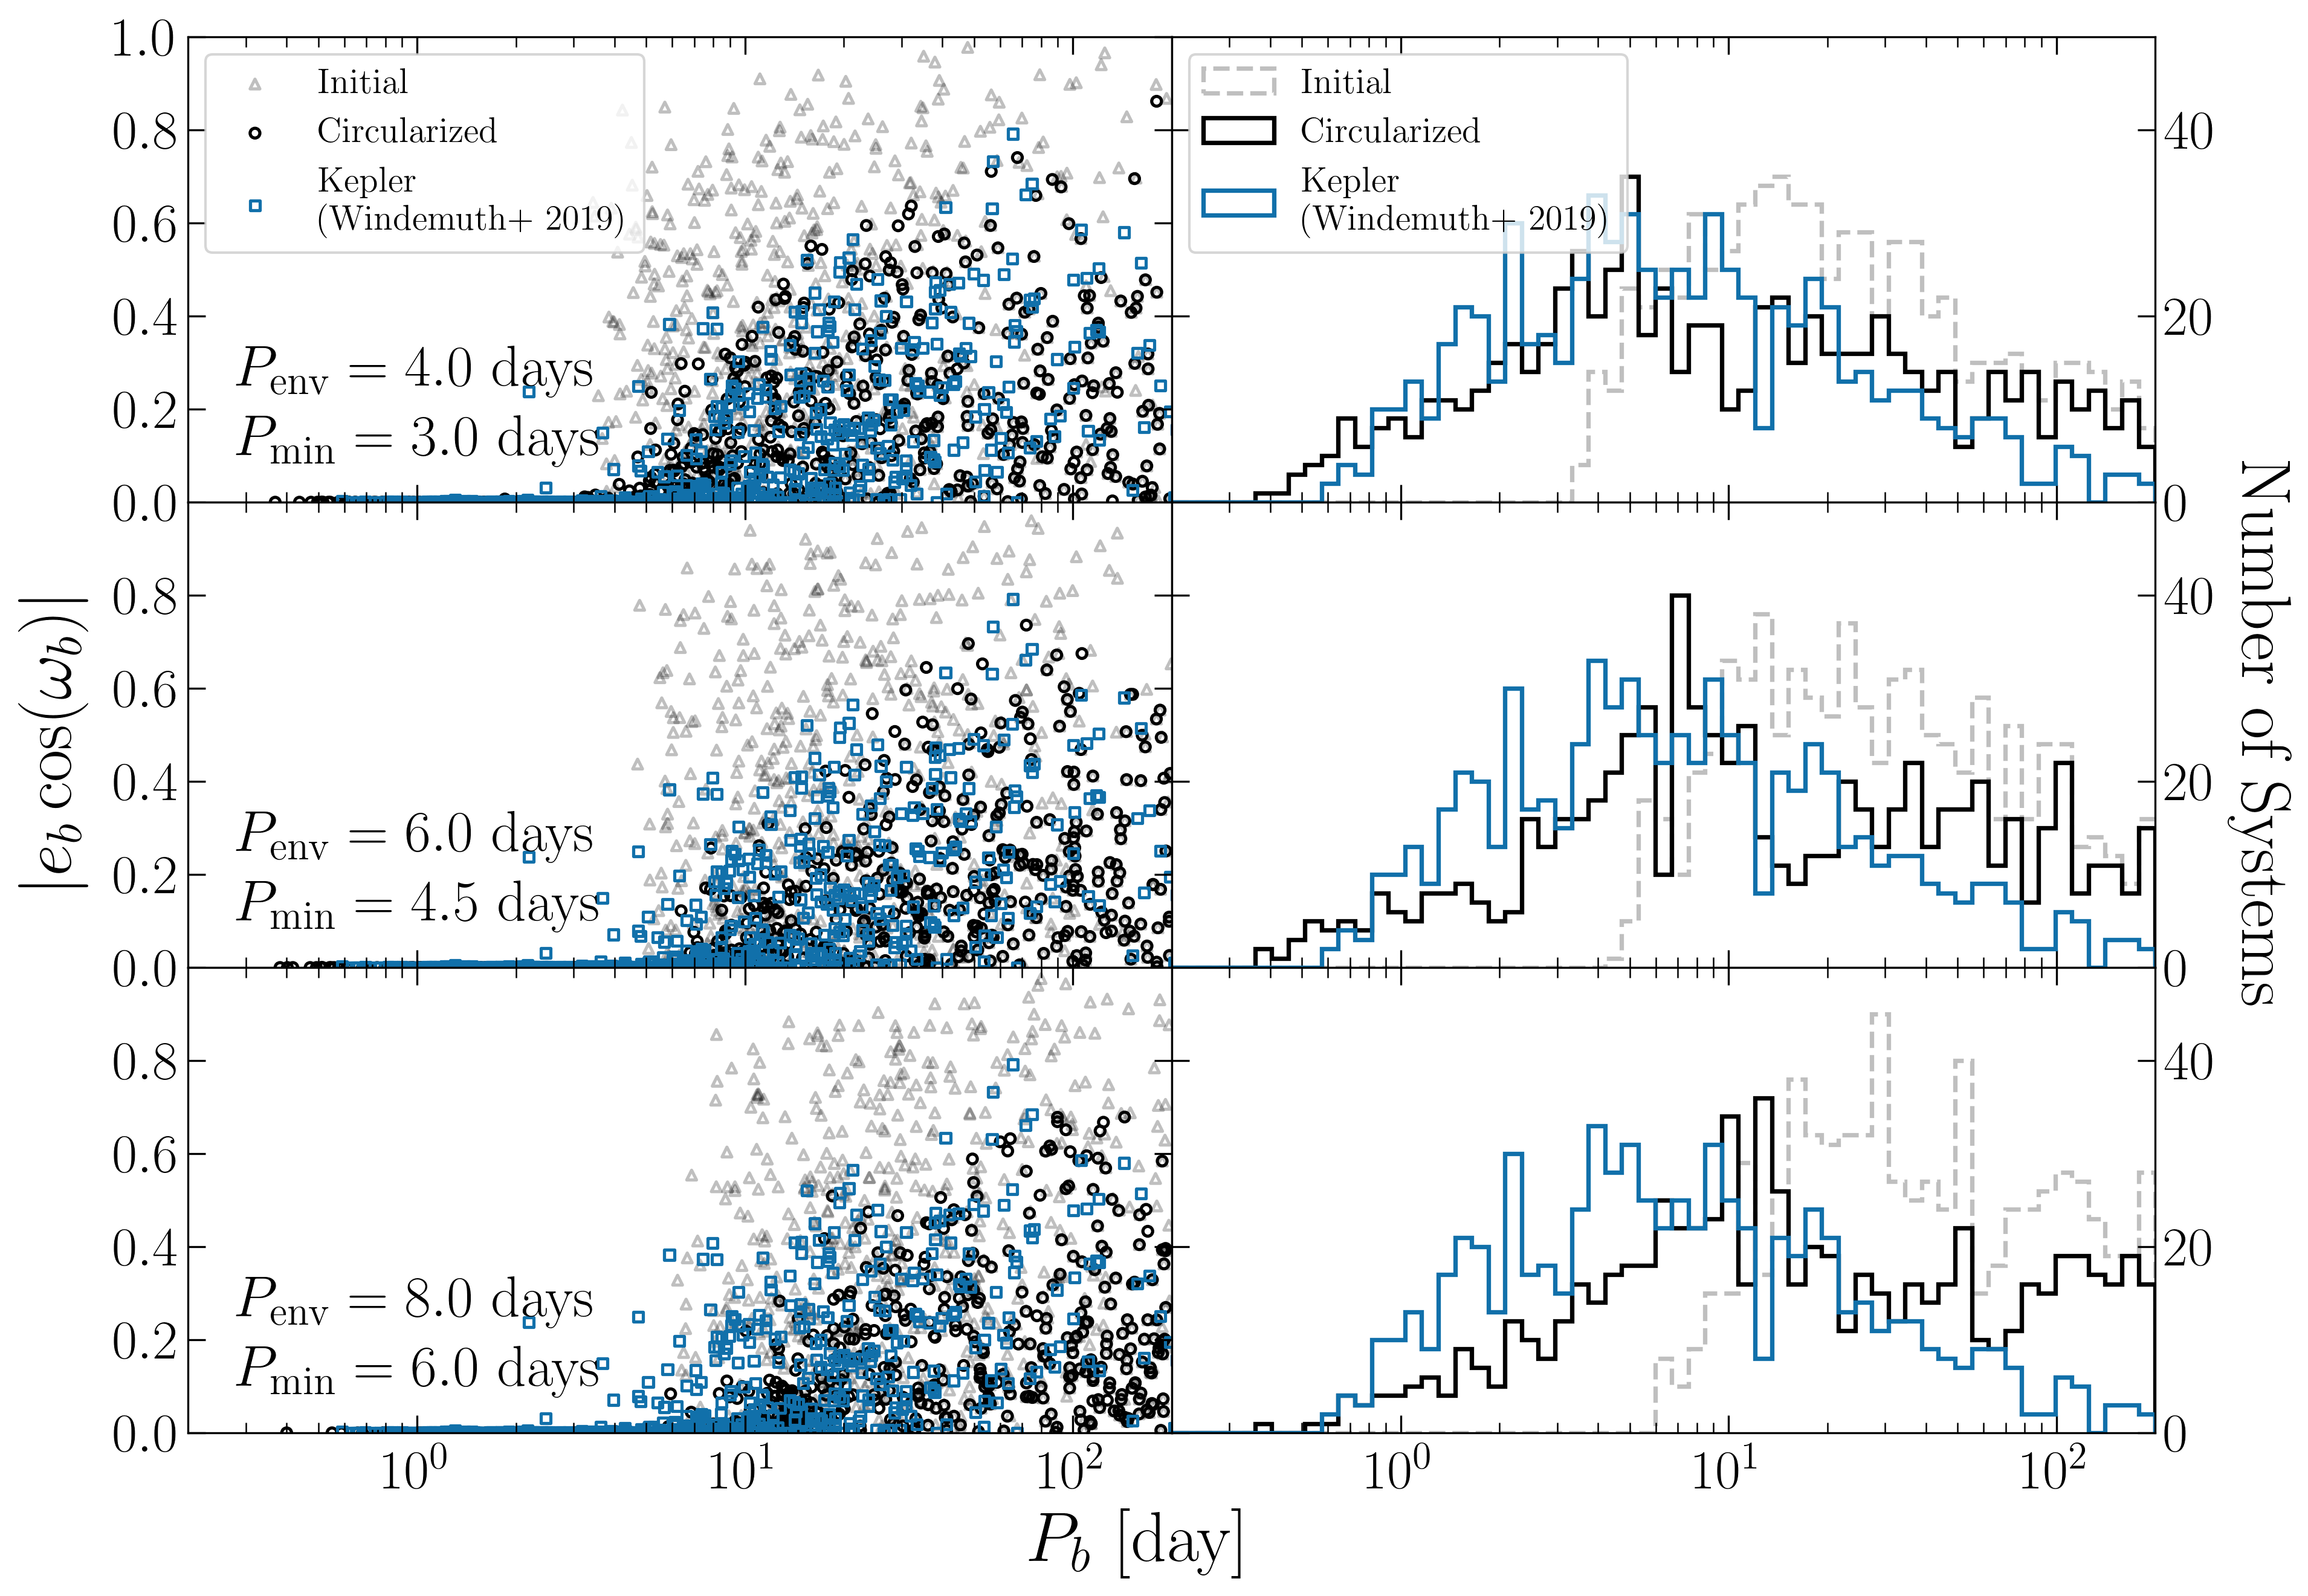 1.0
0.8
0.6
0.4
0.2
0.0
Initial
Circularized
Kepler
(Windemuth+ 2019)
P_env = 4.0 days
P_min = 3.0 days
Initial
Circularized
Kepler
(Windemuth+ 2019)
40
20
0
|e_b cos(ω_b)|
0.8
0.6
0.4
0.2
0.0
P_env = 6.0 days
P_min = 4.5 days
40
20
0
Number of Systems
0.8
0.6
0.4
0.2
0.0
P_env = 8.0 days
P_min = 6.0 days
40
20
0
10^0 10^1 10^2 10^0 10^1 10^2
P_b [day]